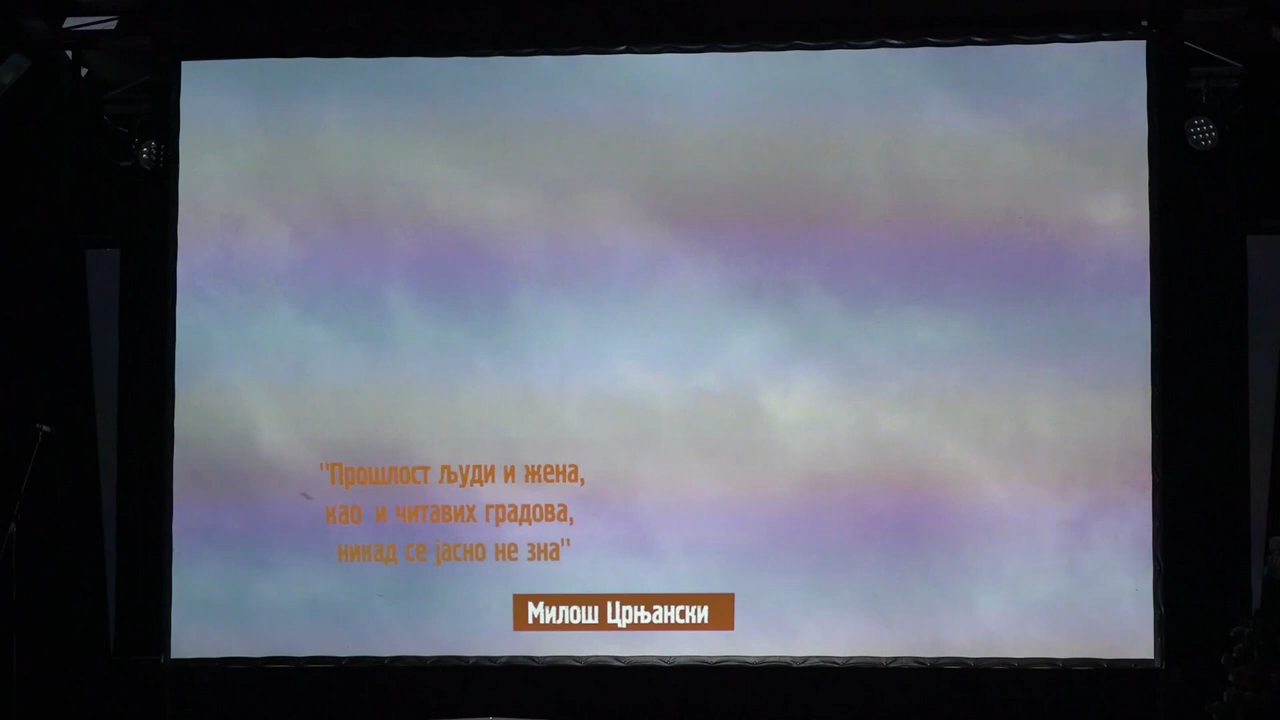 "Прошлост људи и жена,
као и читавих градова,
никад се јасно не зна"
Милош Црњански